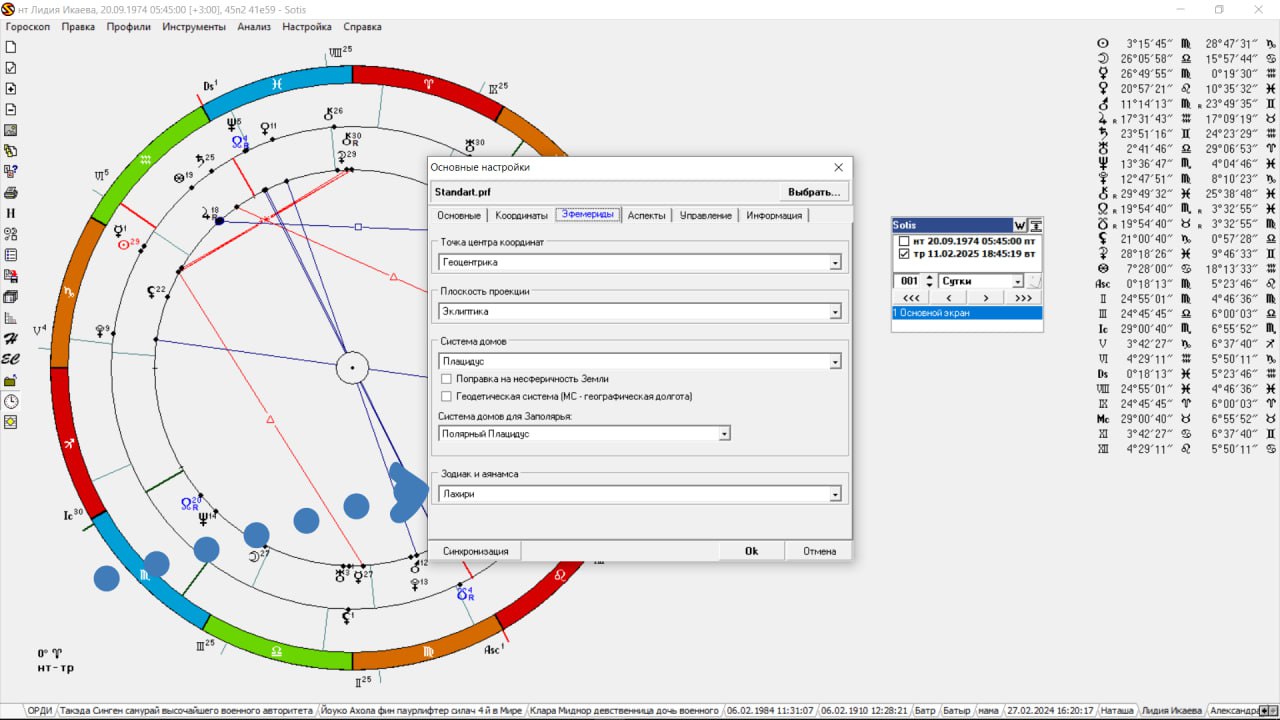 нт Лидия Икаева, 20.09.1974 05:45:00 [+3:00], 45n2 41e59 - Sotis
Гороскоп Правка Профили Инструменты Анализ Настройка Справка
Основные настройки
Standart.prf Выбрать...
Основные Координаты Эфемериды Аспекты Управление Информация
Точка центра координат
Геоцентрика
Плоскость проекции
Эклиптика
Система домов
Плацидус
Поправка на несферичность Земли
Геодетическая система (МС - географическая долгота)
Система домов для Заполярья:
Полярный Плацидус
Зодиак и аянамса
Лахири
Синхронизация Ok Отмена
Sotis W
нт 20.09.1974 05:45:00 пт
тр 11.02.2025 18:45:19 вт
001 Сутки
<<< < > >>>
1 Основной экран
3°15'45" 28°47'31"
26°05'58" 15°57'44"
26°49'55" 0°19'30"
20°57'21" 10°35'32"
11°14'13" R 23°49'35"
R 17°31'43" 17°09'19"
23°51'16" 24°23'29"
2°41'46" 29°06'53"
13°36'47" 4°04'46"
12°47'51" 8°10'23"
R 29°49'32" 25°38'48"
R 19°54'40" R 3°32'55"
R 19°54'40" R 3°32'55"
21°00'40" 0°57'28"
28°18'26" 9°46'33"
7°28'00" 18°13'33"
Asc 0°18'13" 5°23'46"
II 24°55'01" 4°46'36"
III 24°45'45" 6°00'03"
Ic 29°00'40" 6°55'52"
V 3°42'27" 6°37'40"
VI 4°29'11" 5°50'11"
Ds 0°18'13" 5°23'46"
VIII 24°55'01" 4°46'36"
IX 24°45'45" 6°00'03"
Mc 29°00'40" 6°55'52"
XI 3°42'27" 6°37'40"
XII 4°29'11" 5°50'11"
H
H
EC
VIII25
Ds1
IX25
VI5
V4
Ic30
III25
II25
Asc1
0°
нт-тр
ОРДИ Такэда Синген самурай высочайшего военного авторитета Йоуко Ахола фин паурлифтер силач 4 й в Мире Клара Мидмор девственница дочь военного 06.02.1984 11:31:07 06.02.1910 12:28:21 Батр Батыр мама 27.02.2024 16:20:17 Наташа Лидия Икаева Александра